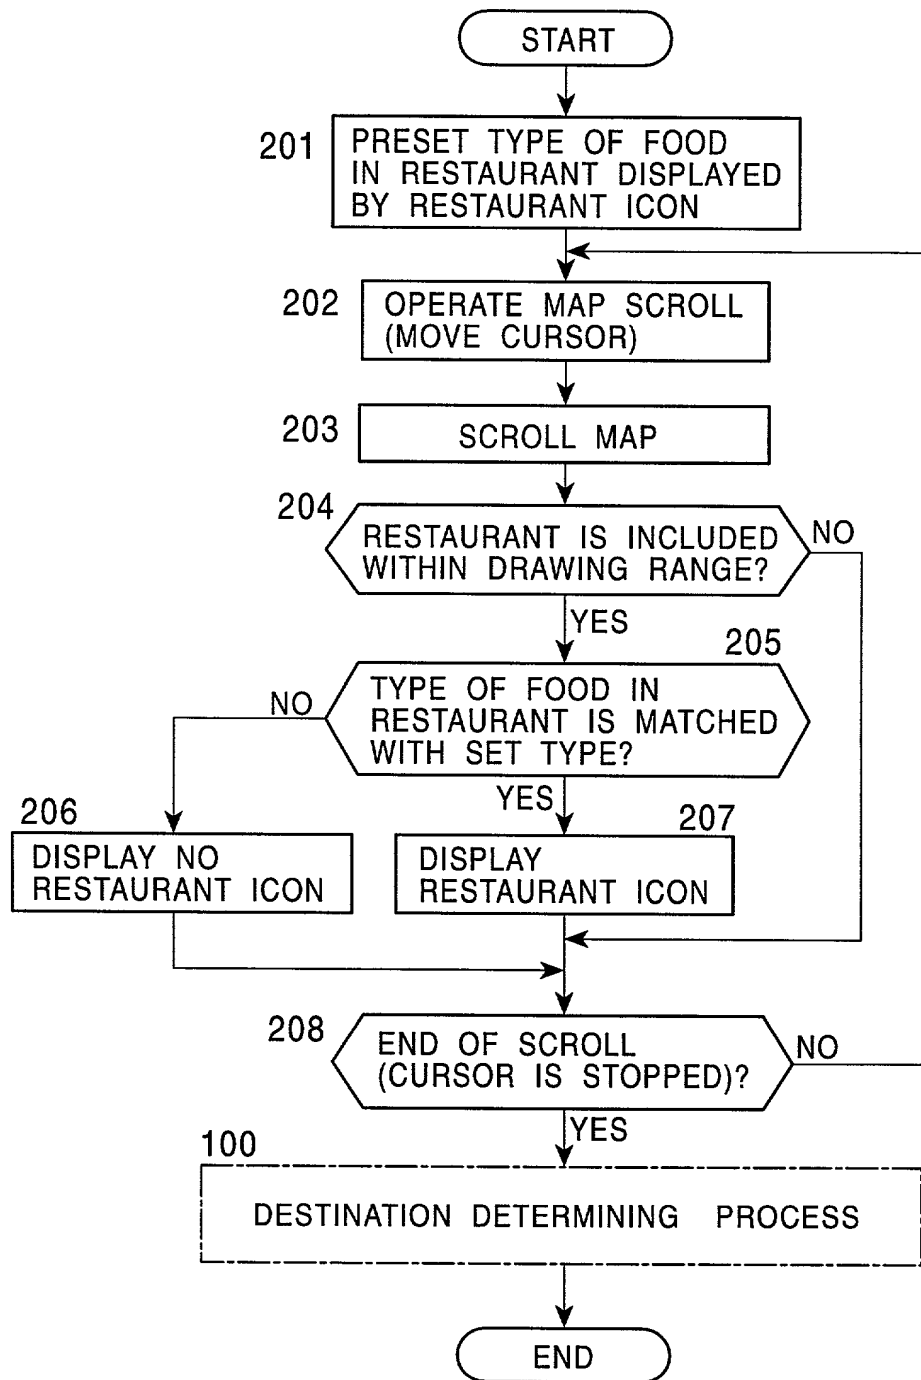 START
201
PRESET TYPE OF FOOD
IN RESTAURANT DISPLAYED
BY RESTAURANT ICON
202
OPERATE MAP SCROLL
(MOVE CURSOR)
203
SCROLL MAP
204
RESTAURANT IS INCLUDED
WITHIN DRAWING RANGE?
NO
YES
205
TYPE OF FOOD IN
RESTAURANT IS MATCHED
WITH SET TYPE?
NO
YES
206
DISPLAY NO
RESTAURANT ICON
207
DISPLAY
RESTAURANT ICON
208
END OF SCROLL
(CURSOR IS STOPPED)?
NO
YES
100
DESTINATION DETERMINING PROCESS
END